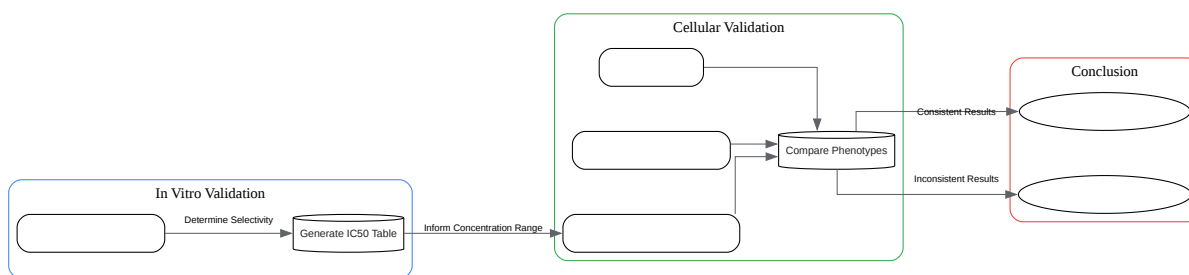 Cellular Validation
Conclusion
Consistent Results
Compare Phenotypes
Inconsistent Results
In Vitro Validation
Determine Selectivity
Generate IC50 Table
Inform Concentration Range